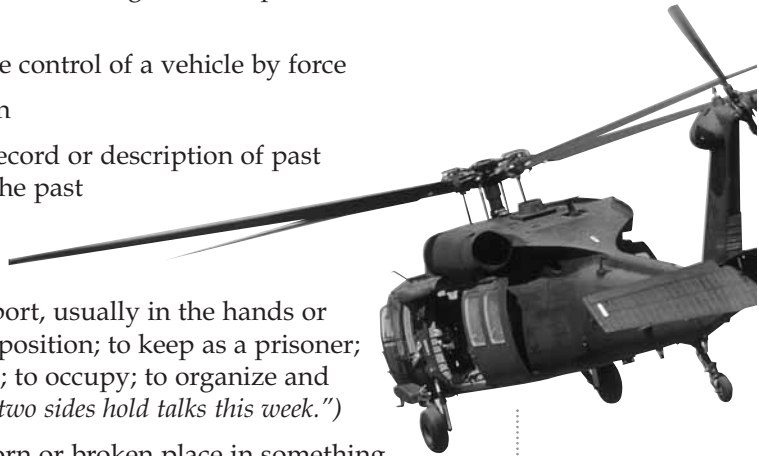 e control of a vehicle by force
n
ecord or description of past
he past
port, usually in the hands or
position; to keep as a prisoner;
; to occupy; to organize and
two sides hold talks this week.”)
orn or broken place in something